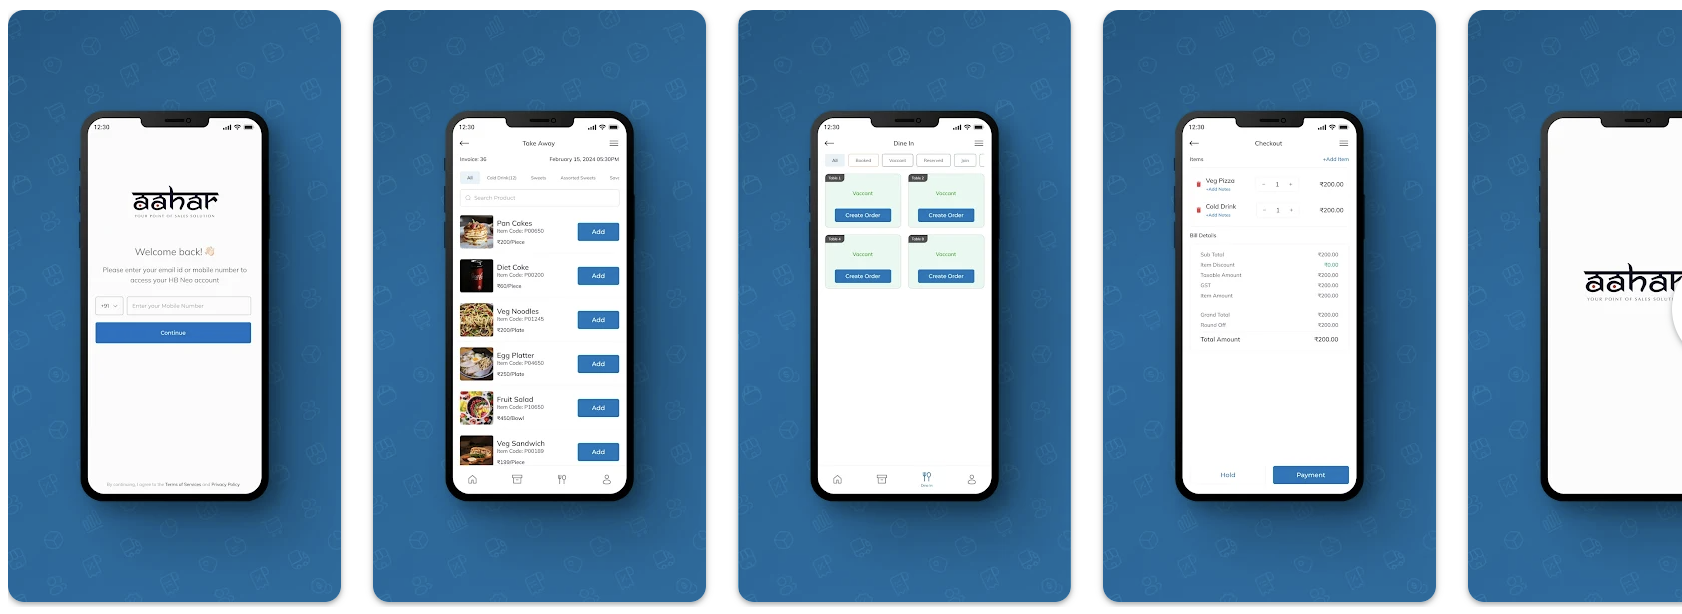 12:30
aahar
YOUR POINT OF SALES SOLUTION
Welcome back! 👋🏻
Please enter your email id or mobile number to
access your HB Neo account
+91 Enter your Mobile Number
Continue
By continuing, I agree to the Terms of Services and Privacy Policy
12:30
Take Away
Invoice: 36 February 15, 2024 05:30PM
All Cold Drink(12) Sweets Assorted Sweets
Search Product
Pan Cakes
Item Code: P00650
₹200/Piece
Add
Diet Coke
Item Code: P00200
₹60/Piece
Add
Veg Noodles
Item Code: P01245
₹200/Plate
Add
Egg Platter
Item Code: P04650
₹250/Plate
Add
Fruit Salad
Item Code: P10650
₹450/Bowl
Add
Veg Sandwich
Item Code: P00189
₹199/Piece
Add
12:30
Dine In
All Booked Vaccant Reserved
Table 1 Table 2
Vaccant Vaccant
Create Order Create Order
Table 4
Vaccant Vaccant
Create Order Create Order
Dine In
12:30
Checkout
Items +Add Item
Veg Pizza - 1 + ₹200.00
+Add Notes
Cold Drink - 1 + ₹200.00
+Add Notes
Bill Details
Sub Total ₹200.00
Item Discount ₹0.00
Taxable Amount ₹200.00
GST ₹200.00
Item Amount ₹200.00
Grand Total ₹200.00
Round Off ₹200.00
Total Amount ₹200.00
Hold Payment
12:30
aahar
YOUR POINT OF SALES